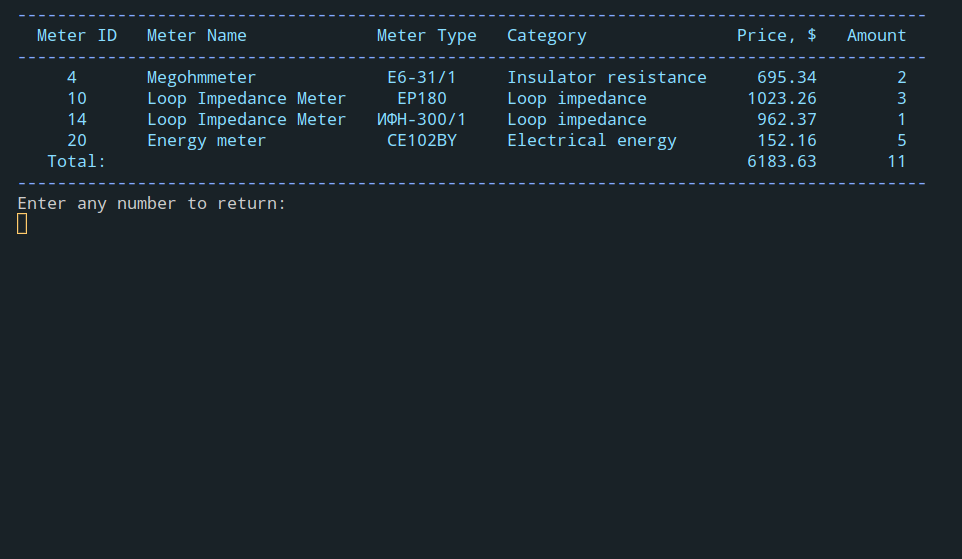 -------------------------------------------------------------------------------------------
Meter ID   Meter Name             Meter Type   Category               Price, $   Amount
-------------------------------------------------------------------------------------------
4       Megohmmeter             E6-31/1     Insulator resistance     695.34        2
10      Loop Impedance Meter     EP180      Loop impedance          1023.26        3
14      Loop Impedance Meter   ИФН-300/1    Loop impedance           962.37        1
20      Energy meter            CE102BY     Electrical energy        152.16        5
Total:                                                                6183.63       11
-------------------------------------------------------------------------------------------
Enter any number to return: